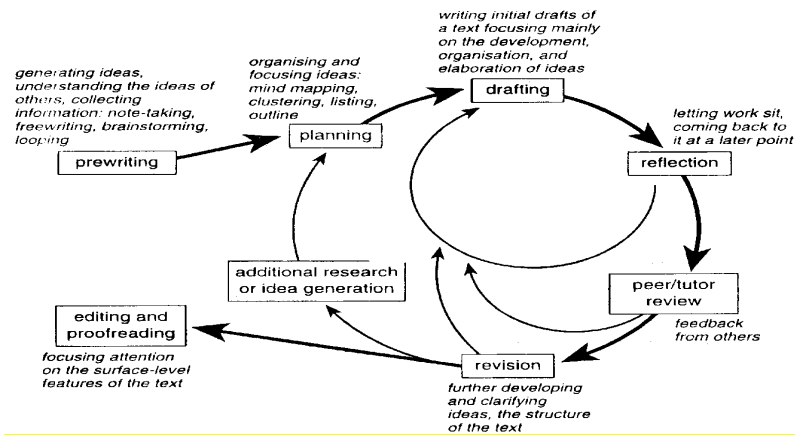 writing initial drafts of
a text focusing mainly
on the development,
organisation, and
elaboration of ideas
drafting
organising and
focusing ideas:
mind mapping,
clustering, listing,
outline
planning
generating ideas,
understanding the ideas of
others, collecting
information: note-taking,
freewriting, brainstorming,
looping
prewriting
letting work sit,
coming back to
it at a later point
reflection
additional research
or idea generation
peer/tutor
review
feedback
from others
editing and
proofreading
focusing attention
on the surface-level
features of the text
revision
further developing
and clarifying
ideas, the structure
of the text